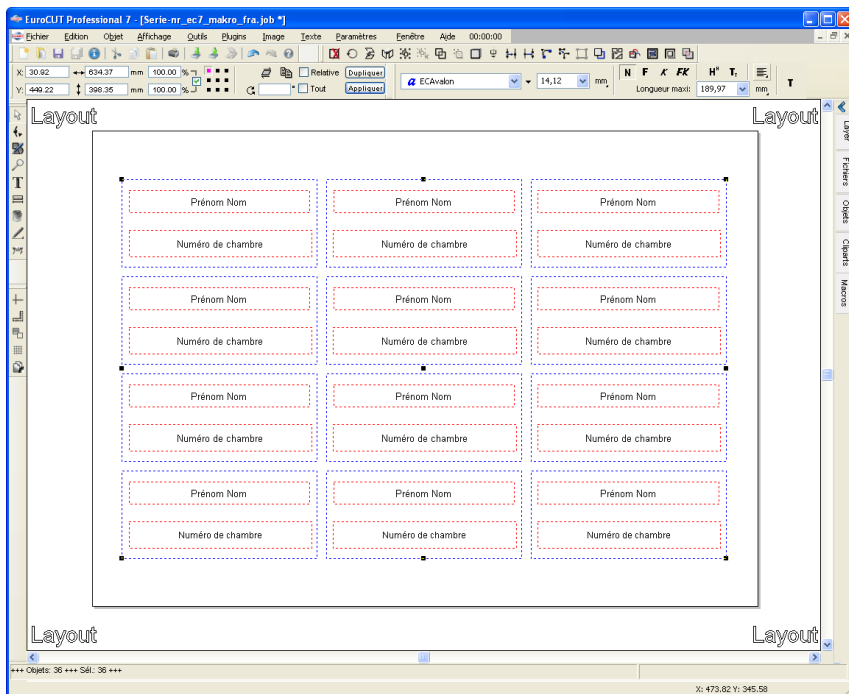 EuroCUT Professional 7 - [Serie-nr_ec7_makro_fra.job *]
Fichier Edition Objet Affichage Outils Plugins Image Texte Paramètres Fenêtre Aide 00:00:00
X: 30.92 634.37 mm 100.00 % Relative Dupliquer ECAvalon 14,12 mm N F K FK H T
Y: 449.22 398.35 mm 100.00 % ° Tout Appliquer Longueur maxi: 189,97 mm T
Layout Layout
Layer
Fichiers
Objets
Cliparts
Macros
Prénom Nom Prénom Nom Prénom Nom
Numéro de chambre Numéro de chambre Numéro de chambre
Prénom Nom Prénom Nom Prénom Nom
Numéro de chambre Numéro de chambre Numéro de chambre
Prénom Nom Prénom Nom Prénom Nom
Numéro de chambre Numéro de chambre Numéro de chambre
Prénom Nom Prénom Nom Prénom Nom
Numéro de chambre Numéro de chambre Numéro de chambre
Layout Layout
+++ Objets: 36 +++ Sél.: 36 +++
X: 473.82 Y: 345.58